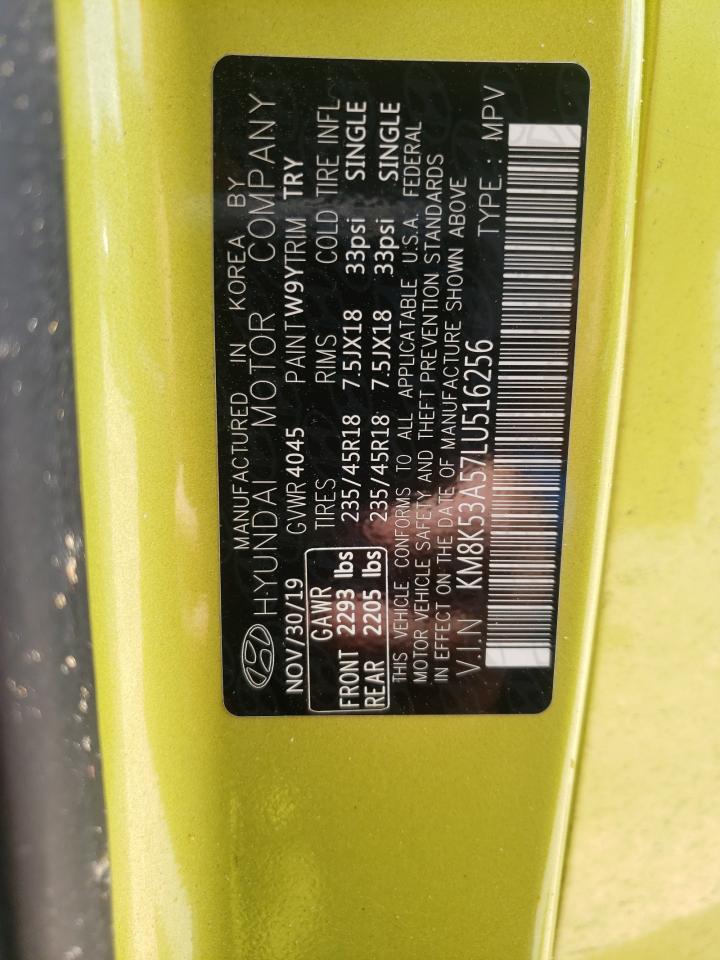 MANUFACTURED IN KOREA BY
HYUNDAI MOTOR COMPANY
NOV/30/19 GVWR 4045 PAINT W9Y TRIM TRY
GAWR TIRES RIMS COLD TIRE INFL
FRONT 2293 lbs 235/45R18 7.5JX18 33psi SINGLE
REAR 2205 lbs 235/45R18 7.5JX18 33psi SINGLE
THIS VEHICLE CONFORMS TO ALL APPLICATABLE U.S.A. FEDERAL
MOTOR VEHICLE SAFETY AND THEFT PREVENTION STANDARDS
IN EFFECT ON THE DATE OF MANUFACTURE SHOWN ABOVE
V.I.N KM8K53A57LU516256 TYPE : MPV